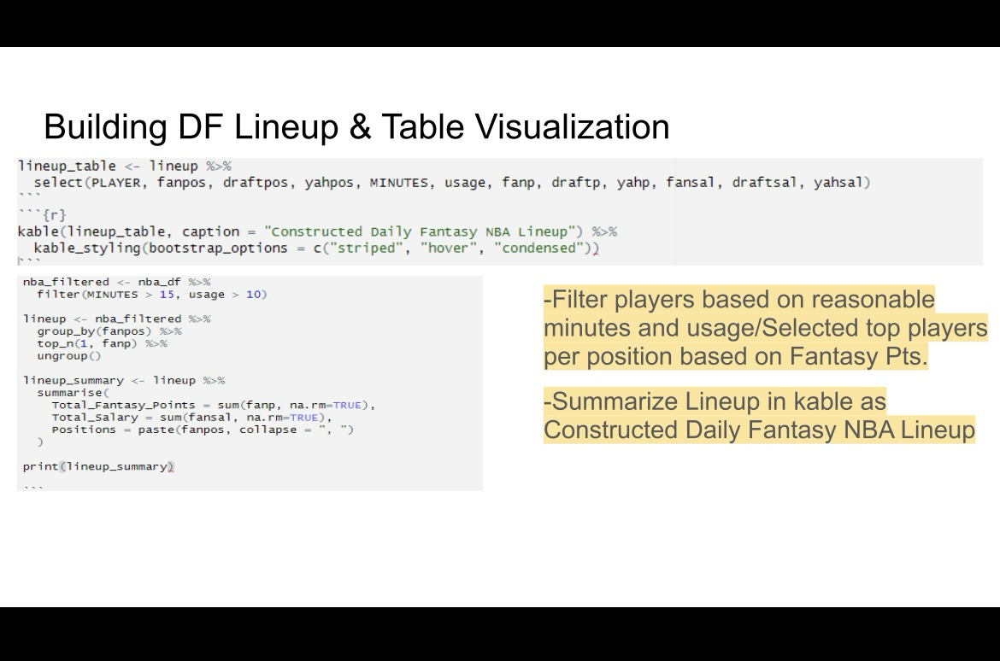 Building DF Lineup & Table Visualization
lineup_table <- lineup %>%
  select(PLAYER, fanpos, draftpos, yahpos, MINUTES, usage, fanp, draftp, yahp, fansal, draftsal, yahsal)
```
```{r}
kable(lineup_table, caption = "Constructed Daily Fantasy NBA Lineup") %>%
  kable_styling(bootstrap_options = c("striped", "hover", "condensed"))
```
nba_filtered <- nba_df %>%
  filter(MINUTES > 15, usage > 10)
lineup <- nba_filtered %>%
  group_by(fanpos) %>%
  top_n(1, fanp) %>%
  ungroup()
lineup_summary <- lineup %>%
  summarise(
    Total_Fantasy_Points = sum(fanp, na.rm=TRUE),
    Total_Salary = sum(fansal, na.rm=TRUE),
    Positions = paste(fanpos, collapse = ", ")
  )
print(lineup_summary)
```
-Filter players based on reasonable
minutes and usage/Selected top players
per position based on Fantasy Pts.
-Summarize Lineup in kable as
Constructed Daily Fantasy NBA Lineup